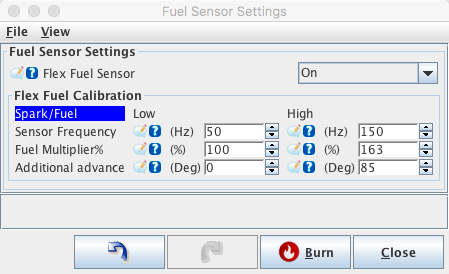 Fuel Sensor Settings
File View
Fuel Sensor Settings
Flex Fuel Sensor On
Flex Fuel Calibration
Spark/Fuel Low High
Sensor Frequency (Hz) 50 (Hz) 150
Fuel Multiplier% (%) 100 (%) 163
Additional advance (Deg) 0 (Deg) 85
Burn Close